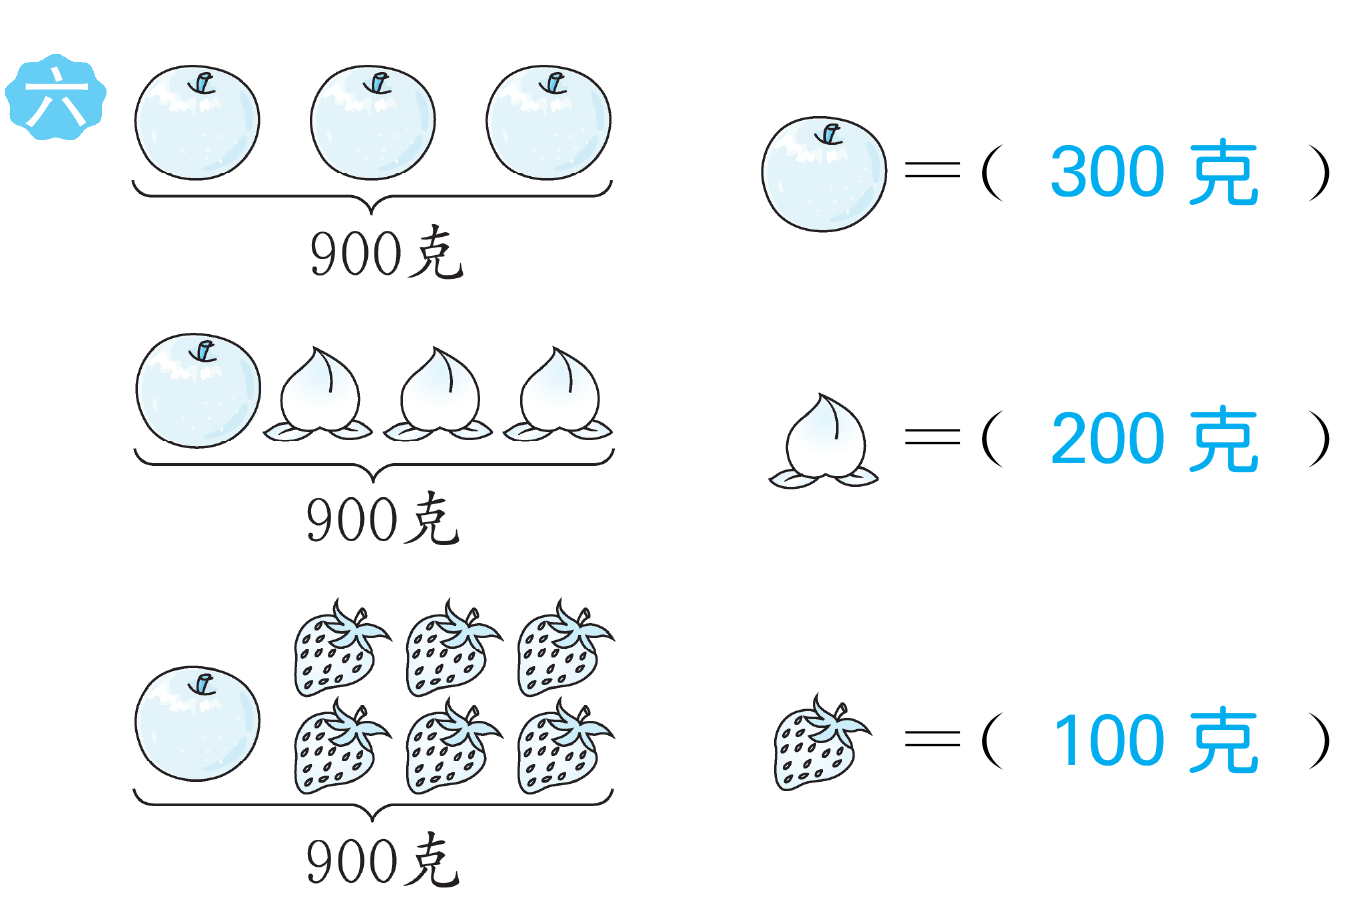 六
900克
=( 300 克 )
900克
=( 200 克 )
900克
=( 100 克 )